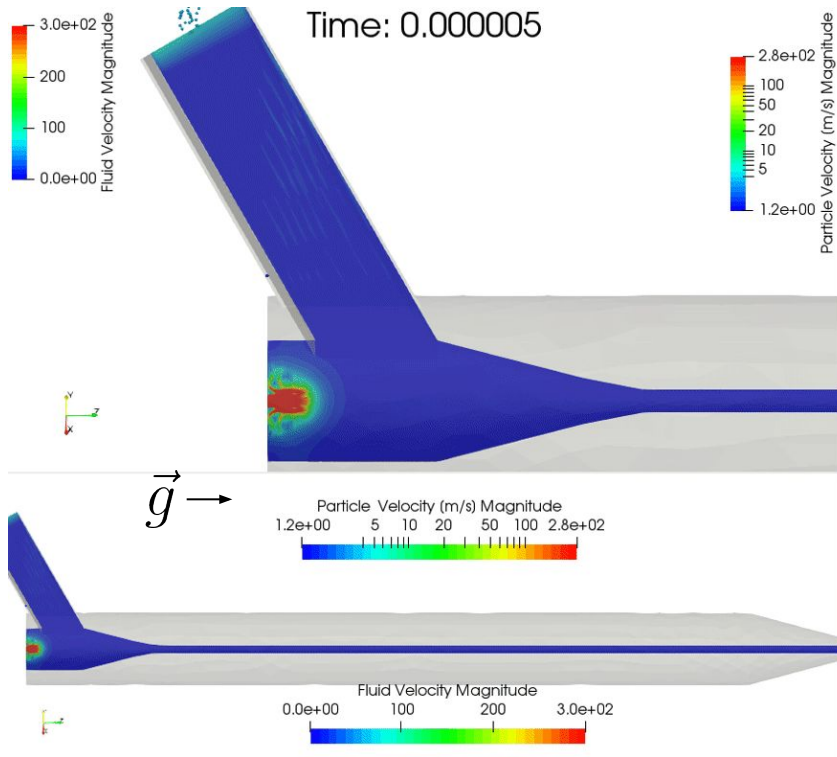 Time: 0.000005
3.0e+02
200
100
0.0e+00
Fluid Velocity Magnitude
2.8e+02
100
50
20
10
5
1.2e+00
Particle Velocity (m/s) Magnitude
Y
Z
X
g
Particle Velocity (m/s) Magnitude
1.2e+00 5 10 20 50 100 2.8e+02
Fluid Velocity Magnitude
0.0e+00 100 200 3.0e+02